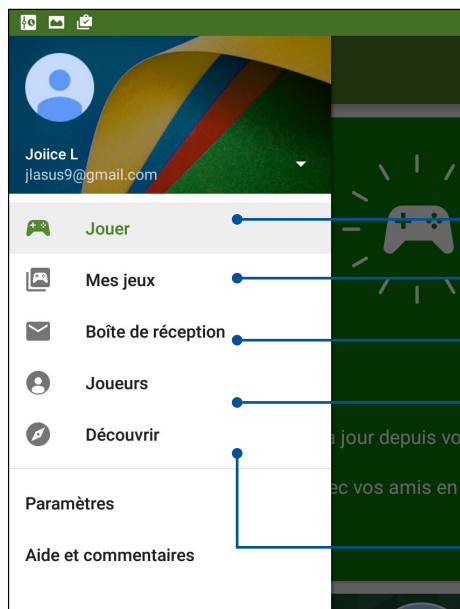 Joiice L
jlasus9@gmail.com
Jouer
Mes jeux
Boîte de réception
Joueurs
Découvrir
à jour depuis vo
ec vos amis en
Paramètres
Aide et commentaires